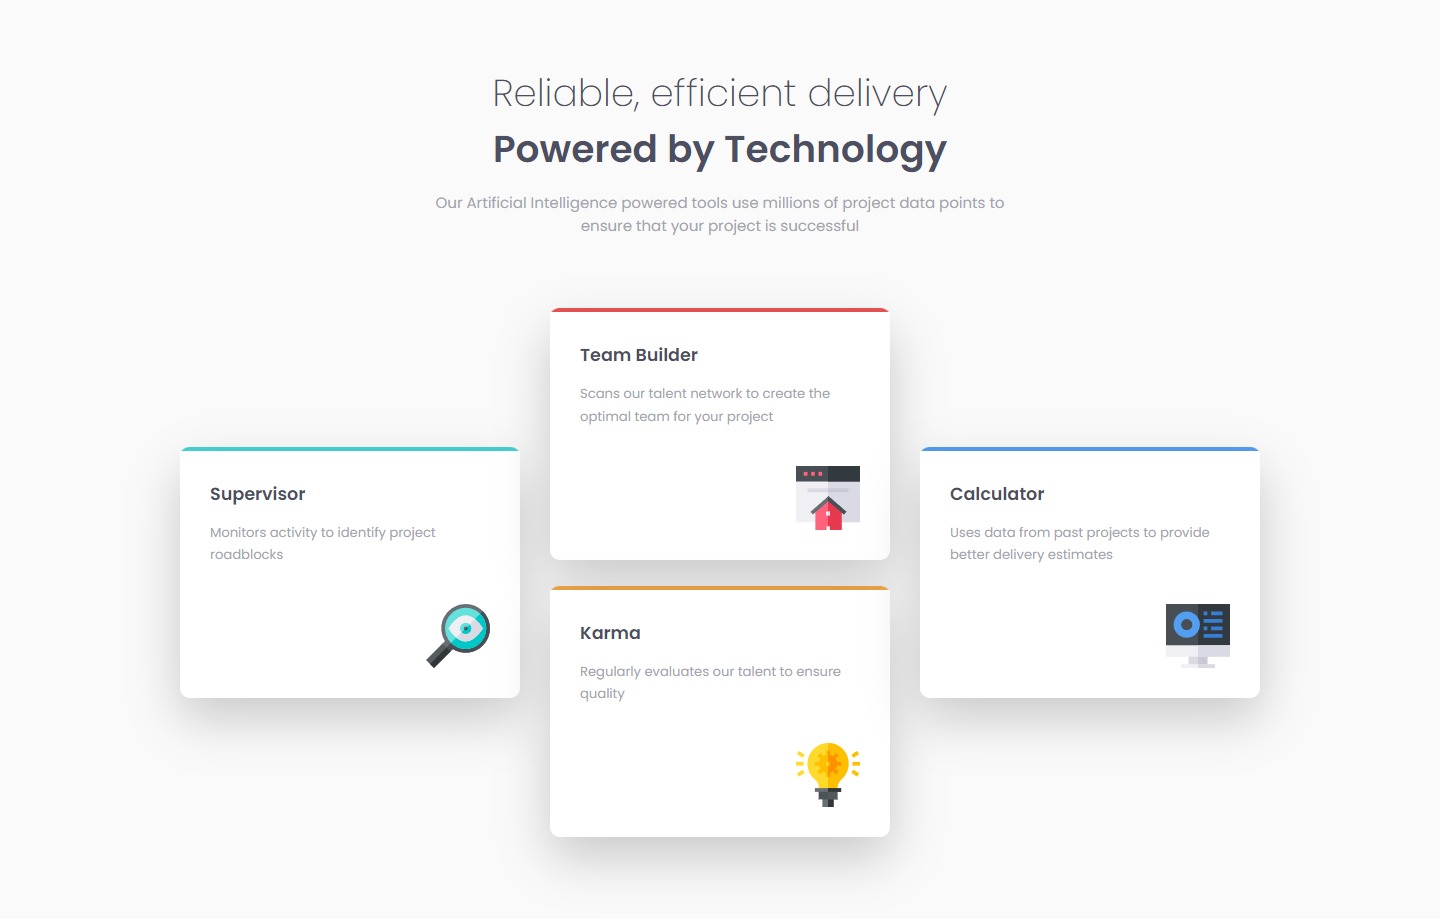 Reliable, efficient delivery
Powered by Technology
Our Artificial Intelligence powered tools use millions of project data points to
ensure that your project is successful
Supervisor
Monitors activity to identify project
roadblocks
Team Builder
Scans our talent network to create the
optimal team for your project
Karma
Regularly evaluates our talent to ensure
quality
Calculator
Uses data from past projects to provide
better delivery estimates